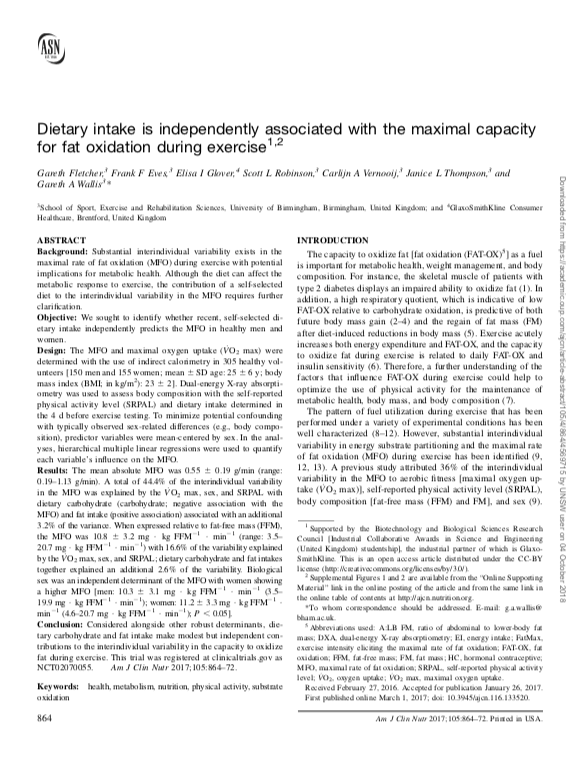 ASN
Dietary intake is independently associated with the maximal capacity
for fat oxidation during exercise1,2
Gareth Fletcher,3 Frank F Eves,3 Elisa I Glover,4 Scott L Robinson,3 Carlijn A Vernooij,3 Janice L Thompson,3 and
Gareth A Wallis3*
3School of Sport, Exercise and Rehabilitation Sciences, University of Birmingham, Birmingham, United Kingdom; and 4GlaxoSmithKline Consumer
Healthcare, Brentford, United Kingdom
ABSTRACT
Background: Substantial interindividual variability exists in the
maximal rate of fat oxidation (MFO) during exercise with potential
implications for metabolic health. Although the diet can affect the
metabolic response to exercise, the contribution of a self-selected
diet to the interindividual variability in the MFO requires further
clarification.
Objective: We sought to identify whether recent, self-selected di-
etary intake independently predicts the MFO in healthy men and
women.
Design: The MFO and maximal oxygen uptake (V̇O2 max) were
determined with the use of indirect calorimetry in 305 healthy vol-
unteers [150 men and 155 women; mean ± SD age: 25 ± 6 y; body
mass index (BMI; in kg/m2): 23 ± 2]. Dual-energy X-ray absorpti-
ometry was used to assess body composition with the self-reported
physical activity level (SRPAL) and dietary intake determined in
the 4 d before exercise testing. To minimize potential confounding
with typically observed sex-related differences (e.g., body compo-
sition), predictor variables were mean-centered by sex. In the anal-
yses, hierarchical multiple linear regressions were used to quantify
each variable's influence on the MFO.
Results: The mean absolute MFO was 0.55 ± 0.19 g/min (range:
0.19–1.13 g/min). A total of 44.4% of the interindividual variability
in the MFO was explained by the V̇O2 max, sex, and SRPAL with
dietary carbohydrate (carbohydrate; negative association with the
MFO) and fat intake (positive association) associated with an additional
3.2% of the variance. When expressed relative to fat-free mass (FFM),
the MFO was 10.8 ± 3.2 mg · kg FFM−1 · min−1 (range: 3.5–
20.7 mg · kg FFM−1 · min−1) with 16.6% of the variability explained
by the V̇O2 max, sex, and SRPAL; dietary carbohydrate and fat intakes
together explained an additional 2.6% of the variability. Biological
sex was an independent determinant of the MFO with women showing
a higher MFO [men: 10.3 ± 3.1 mg · kg FFM−1 · min−1 (3.5–
19.9 mg · kg FFM−1 · min−1); women: 11.2 ± 3.3 mg · kg FFM−1 ·
min−1 (4.6–20.7 mg · kg FFM−1 · min−1); P < 0.05].
Conclusion: Considered alongside other robust determinants, die-
tary carbohydrate and fat intake make modest but independent con-
tributions to the interindividual variability in the capacity to oxidize
fat during exercise. This trial was registered at clinicaltrials.gov as
NCT02070055. Am J Clin Nutr 2017;105:864–72.
Keywords: health, metabolism, nutrition, physical activity, substrate
oxidation
INTRODUCTION
The capacity to oxidize fat [fat oxidation (FAT-OX)5] as a fuel
is important for metabolic health, weight management, and body
composition. For instance, the skeletal muscle of patients with
type 2 diabetes displays an impaired ability to oxidize fat (1). In
addition, a high respiratory quotient, which is indicative of low
FAT-OX relative to carbohydrate oxidation, is predictive of both
future body mass gain (2–4) and the regain of fat mass (FM)
after diet-induced reductions in body mass (5). Exercise acutely
increases both energy expenditure and FAT-OX, and the capacity
to oxidize fat during exercise is related to daily FAT-OX and
insulin sensitivity (6). Therefore, a further understanding of the
factors that influence FAT-OX during exercise could help to
optimize the use of physical activity for the maintenance of
metabolic health, body mass, and body composition (7).
The pattern of fuel utilization during exercise that has been
performed under a variety of experimental conditions has been
well characterized (8–12). However, substantial interindividual
variability in energy substrate partitioning and the maximal rate
of fat oxidation (MFO) during exercise has been identified (9,
12, 13). A previous study attributed 36% of the interindividual
variability in the MFO to aerobic fitness [maximal oxygen up-
take (V̇O2 max)], self-reported physical activity level (SRPAL),
body composition [fat-free mass (FFM) and FM], and sex (9).
1 Supported by the Biotechnology and Biological Sciences Research
Council [Industrial Collaborative Awards in Science and Engineering
(United Kingdom) studentship], the industrial partner of which is Glaxo-
SmithKline. This is an open access article distributed under the CC-BY
license (http://creativecommons.org/licenses/by/3.0/).
2 Supplemental Figures 1 and 2 are available from the "Online Supporting
Material" link in the online posting of the article and from the same link in
the online table of contents at http://ajcn.nutrition.org.
*To whom correspondence should be addressed. E-mail: g.a.wallis@
bham.ac.uk.
5 Abbreviations used: A:LB FM, ratio of abdominal to lower-body fat
mass; DXA, dual-energy X-ray absorptiometry; EI, energy intake; FatMax,
exercise intensity eliciting the maximal rate of fat oxidation; FAT-OX, fat
oxidation; FFM, fat-free mass; FM, fat mass; HC, hormonal contraceptive;
MFO, maximal rate of fat oxidation; SRPAL, self-reported physical activity
level; V̇O2, oxygen uptake; V̇O2 max, maximal oxygen uptake.
Received February 27, 2016. Accepted for publication January 26, 2017.
First published online March 1, 2017; doi: 10.3945/ajcn.116.133520.
864
Am J Clin Nutr 2017;105:864–72. Printed in USA.
Downloaded from https://academic.oup.com/ajcn/article-abstract/105/4/864/4569715 by UNSW user on 04 October 2018